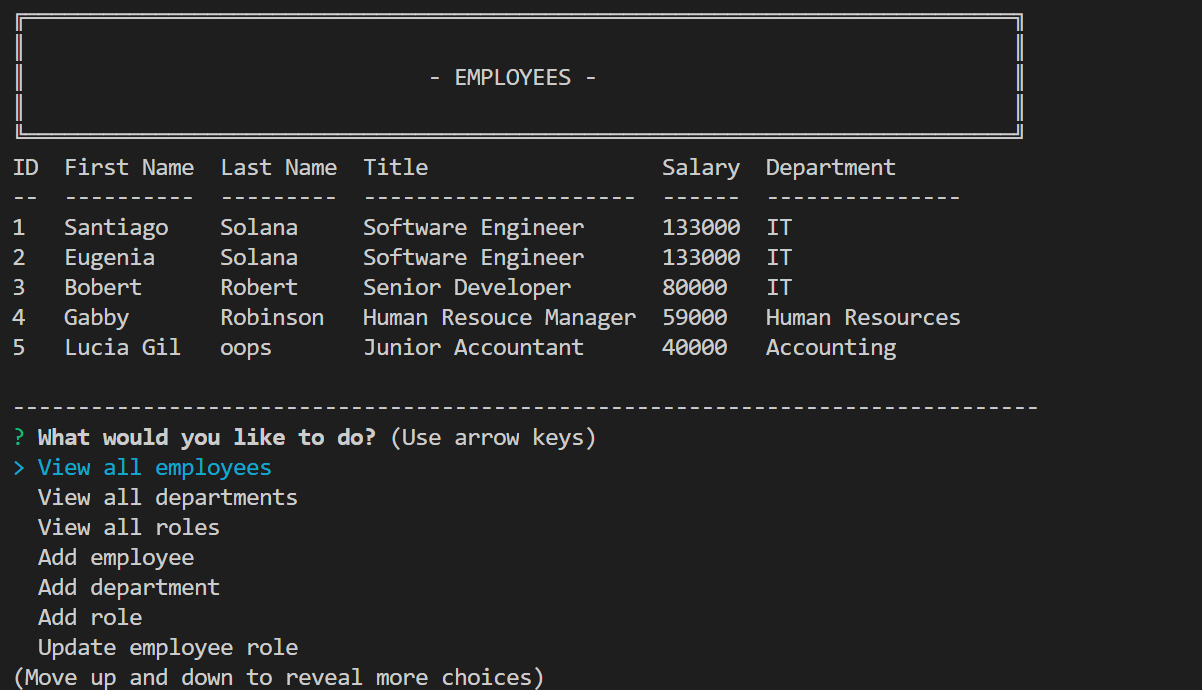 - EMPLOYEES -
ID  First Name  Last Name  Title                  Salary  Department
--  ----------  ---------  ---------------------  ------  ---------------
1   Santiago    Solana     Software Engineer      133000  IT
2   Eugenia     Solana     Software Engineer      133000  IT
3   Bobert      Robert     Senior Developer       80000   IT
4   Gabby       Robinson   Human Resouce Manager  59000   Human Resources
5   Lucia Gil   oops       Junior Accountant      40000   Accounting
-------------------------------------------------------------------------------
? What would you like to do? (Use arrow keys)
> View all employees
  View all departments
  View all roles
  Add employee
  Add department
  Add role
  Update employee role
(Move up and down to reveal more choices)